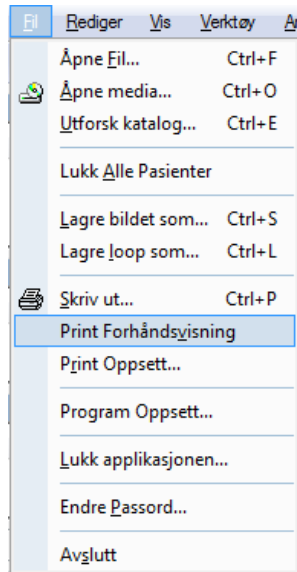 Fil Rediger Vis Verktøy
Åpne Fil... Ctrl+F
Åpne media... Ctrl+O
Utforsk katalog... Ctrl+E
Lukk Alle Pasienter
Lagre bildet som... Ctrl+S
Lagre loop som... Ctrl+L
Skriv ut... Ctrl+P
Print Forhåndsvisning
Print Oppsett...
Program Oppsett...
Lukk applikasjonen...
Endre Passord...
Avslutt